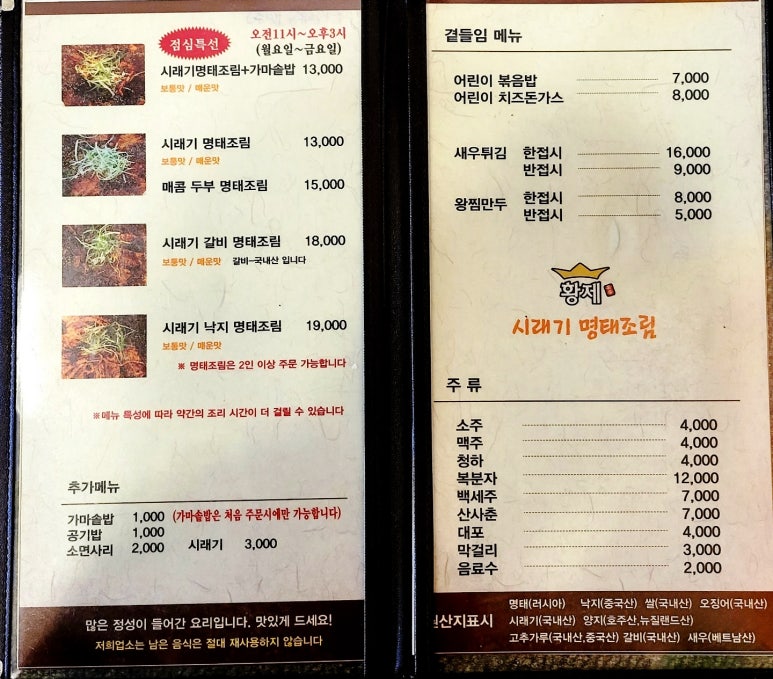 점심특선 오전11시~오후3시
(월요일~금요일)
시래기명태조림+가마솥밥 13,000
보통맛 / 매운맛
시래기 명태조림 13,000
보통맛 / 매운맛
매콤 두부 명태조림 15,000
시래기 갈비 명태조림 18,000
보통맛 / 매운맛 갈비-국내산 입니다
시래기 낙지 명태조림 19,000
보통맛 / 매운맛
※ 명태조림은 2인 이상 주문 가능합니다
※메뉴 특성에 따라 약간의 조리 시간이 더 걸릴 수 있습니다
추가메뉴
가마솥밥 1,000 (가마솥밥은 처음 주문시에만 가능합니다)
공기밥 1,000
소면사리 2,000 시래기 3,000
많은 정성이 들어간 요리입니다. 맛있게 드세요!
저희업소는 남은 음식은 절대 재사용하지 않습니다
곁들임 메뉴
어린이 볶음밥 7,000
어린이 치즈돈가스 8,000
새우튀김 한접시 16,000
반접시 9,000
왕찜만두 한접시 8,000
반접시 5,000
황제
시래기 명태조림
주 류
소주 4,000
맥주 4,000
청하 4,000
복분자 12,000
백세주 7,000
산사춘 7,000
대포 4,000
막걸리 3,000
음료수 2,000
원산지표시
명태(러시아) 낙지(중국산) 쌀(국내산) 오징어(국내산)
시래기(국내산) 양지(호주산,뉴질랜드산)
고추가루(국내산,중국산) 갈비(국내산) 새우(베트남산)